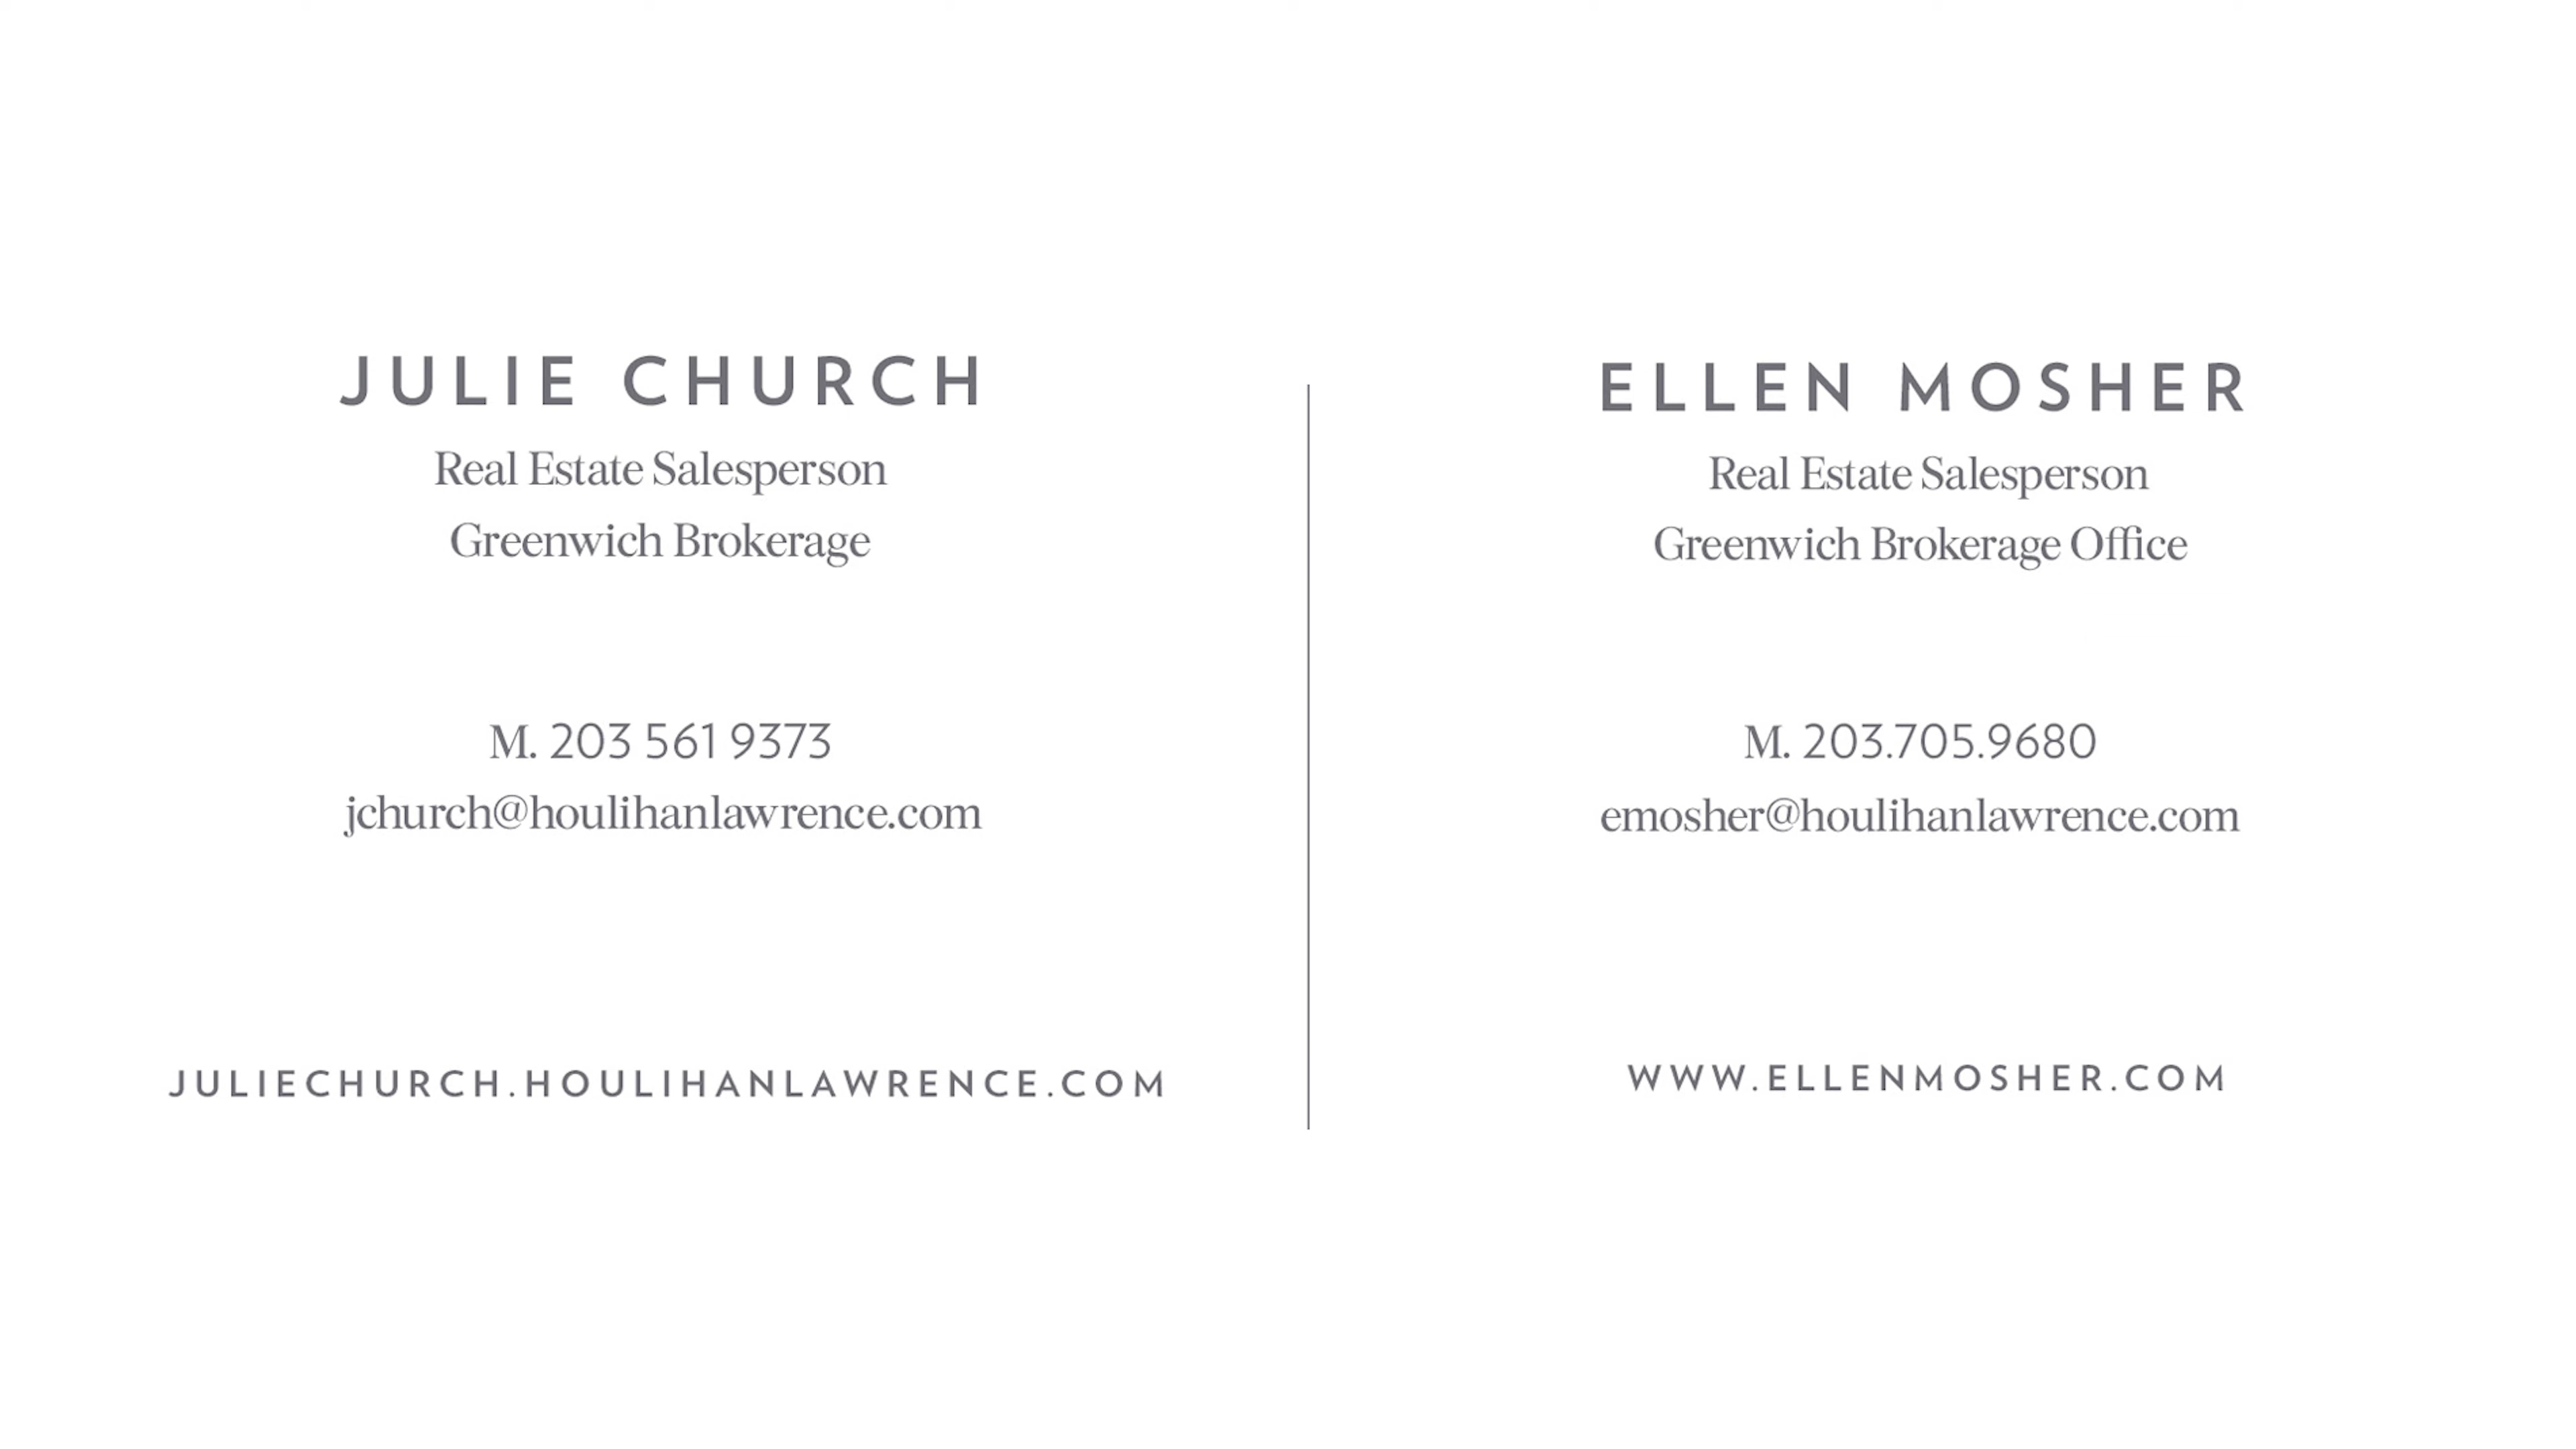 JULIE CHURCH
Real Estate Salesperson
Greenwich Brokerage
M. 203 561 9373
jchurch@houlihanlawrence.com
JULIECHURCH.HOULIHANLAWRENCE.COM
ELLEN MOSHER
Real Estate Salesperson
Greenwich Brokerage Office
M. 203.705.9680
emosher@houlihanlawrence.com
WWW.ELLENMOSHER.COM